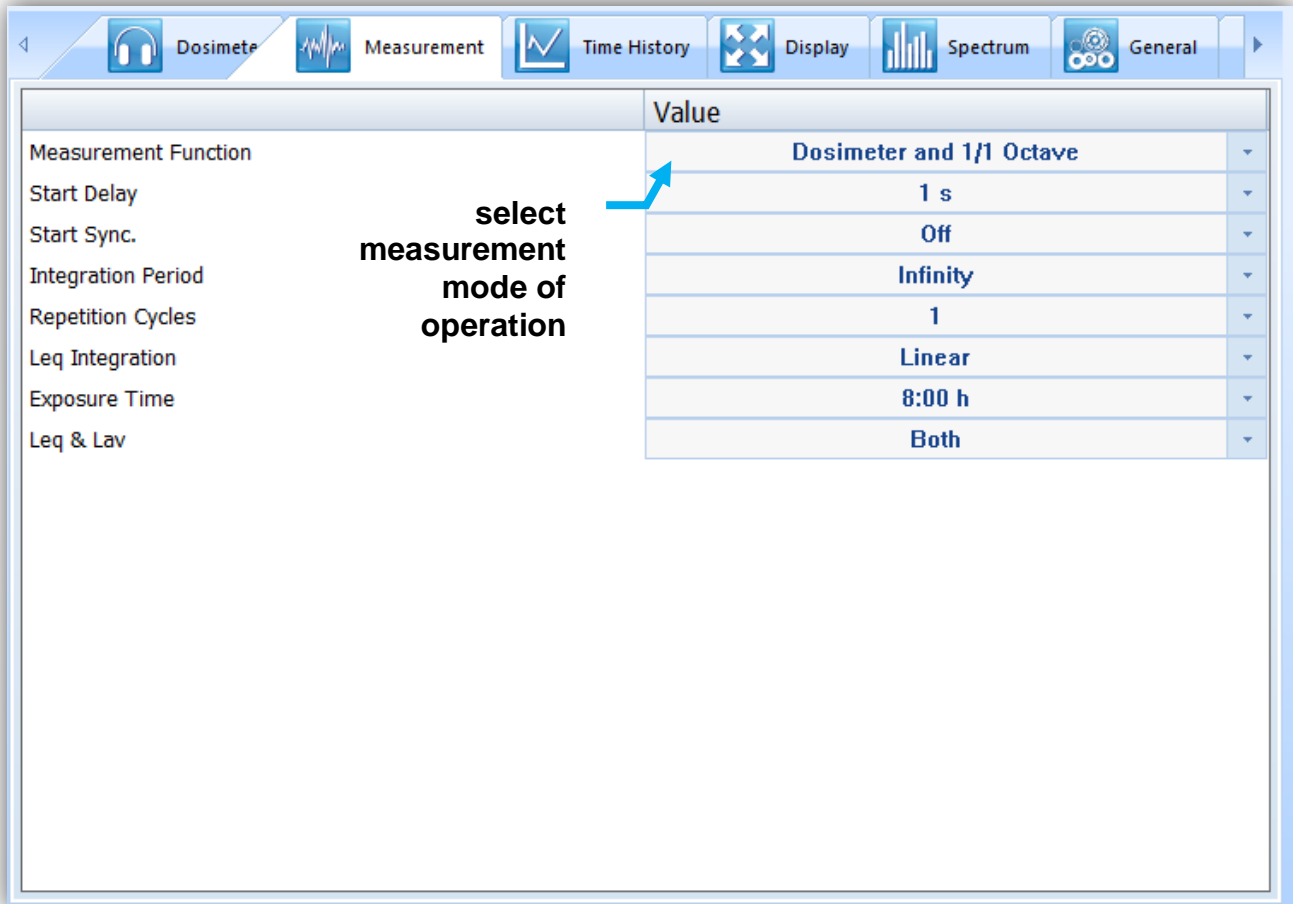 Dosimete Measurement Time History Display Spectrum General
Value
Measurement Function Dosimeter and 1/1 Octave
Start Delay 1 s
Start Sync. Off
Integration Period Infinity
Repetition Cycles 1
Leq Integration Linear
Exposure Time 8:00 h
Leq & Lav Both
select
measurement
mode of
operation